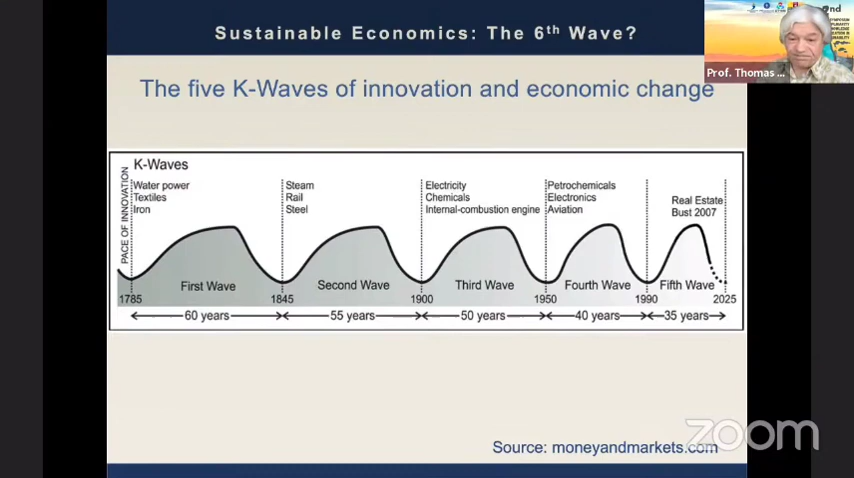 Sustainable Economics: The 6th Wave?
Prof. Thomas ...
The five K-Waves of innovation and economic change
K-Waves
PACE OF INNOVATION
Water power
Textiles
Iron
Steam
Rail
Steel
Electricity
Chemicals
Internal-combustion engine
Petrochemicals
Electronics
Aviation
Real Estate
Bust 2007
First Wave
Second Wave
Third Wave
Fourth Wave
Fifth Wave
1785
1845
1900
1950
1990
2025
60 years
55 years
50 years
40 years
35 years
zoom
Source: moneyandmarkets.com